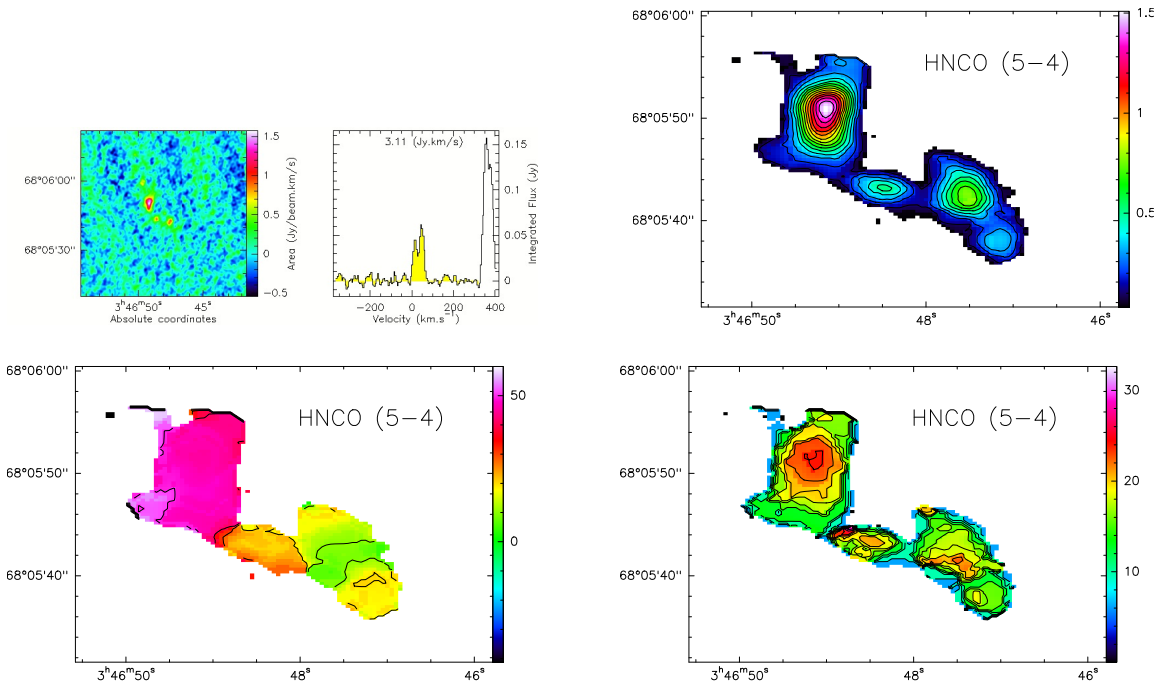 68°06'00''
68°05'50''
68°05'40''
HNCO (5−4)
1.5
1
0.5
3ʰ46ᵐ50ˢ
48ˢ
46ˢ
68°06'00''
68°05'30''
3ʰ46ᵐ50ˢ
45ˢ
Absolute coordinates
1.5
1
0.5
0
−0.5
Area (Jy/beam.km/s)
3.11 (Jy.km/s)
−200
0
200
400
Velocity (km.s⁻¹)
0.15
0.1
0.05
0
Integrated Flux (Jy)
68°06'00''
68°05'50''
68°05'40''
HNCO (5−4)
50
0
3ʰ46ᵐ50ˢ
48ˢ
46ˢ
68°06'00''
68°05'50''
68°05'40''
HNCO (5−4)
30
20
10
3ʰ46ᵐ50ˢ
48ˢ
46ˢ